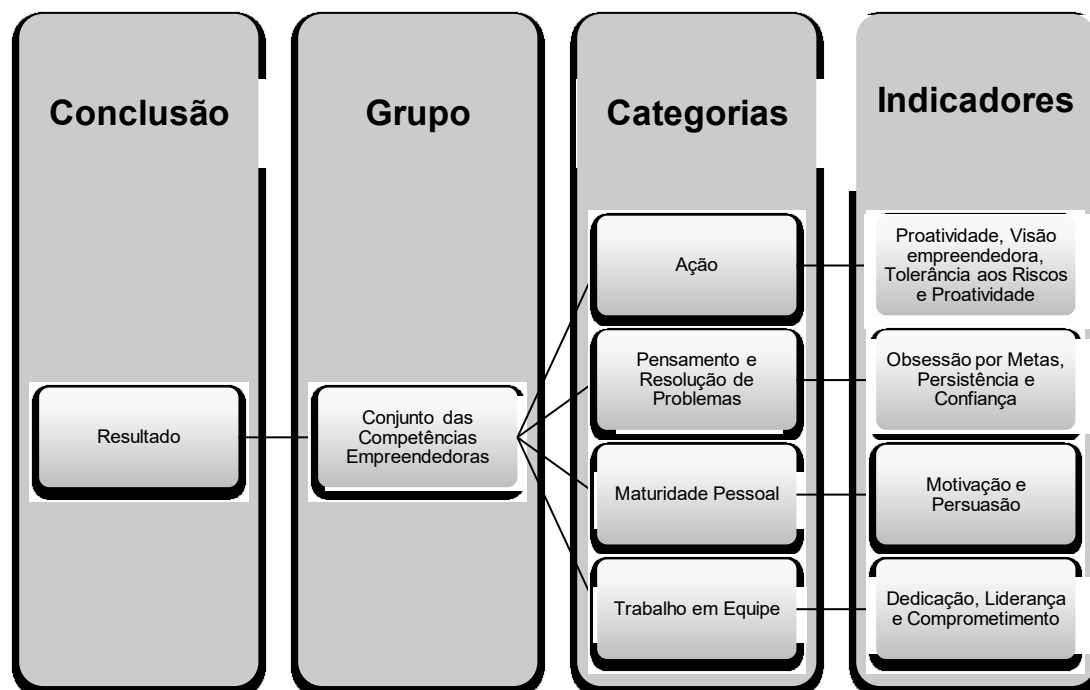 Conclusão
Grupo
Categorias
Indicadores
Resultado
Conjunto das
Competências
Empreendedoras
Ação
Proatividade, Visão
empreendedora,
Tolerância aos Riscos
e Proatividade
Pensamento e
Resolução de
Problemas
Obsessão por Metas,
Persistência e
Confiança
Maturidade Pessoal
Motivação e
Persuasão
Trabalho em Equipe
Dedicação, Liderança
e Comprometimento